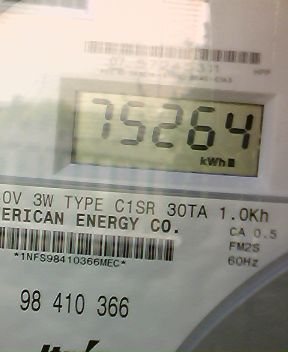 75264
kWh
0V 3W TYPE C1SR 30TA 1.0Kh
ERICAN ENERGY CO.
CA 0.5
FM2S
*1NFS98410366MEC*
60Hz
98 410 366